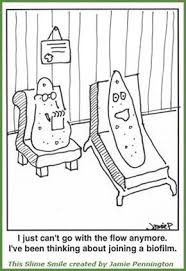 JamieP
I just can't go with the flow anymore.
I've been thinking about joining a biofilm.
This Slime Smile created by Jamie Pennington